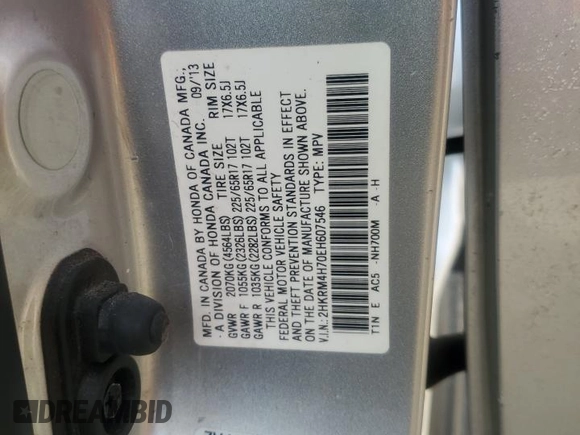 MFD. IN CANADA BY HONDA OF CANADA MFG.,
A DIVISION OF HONDA CANADA INC. 09/'13
TIRE SIZE RIM SIZE
GVWR 2070KG(4564LBS)
GAWR F 1055KG(2326LBS) 225/65R17 102T 17X6.5J
GAWR R 1035KG(2282LBS) 225/65R17 102T 17X6.5J
THIS VEHICLE CONFORMS TO ALL APPLICABLE
FEDERAL MOTOR VEHICLE SAFETY
AND THEFT PREVENTION STANDARDS IN EFFECT
ON THE DATE OF MANUFACTURE SHOWN ABOVE.
V.I.N.: 2HKRM4H70EH607546 TYPE: MPV
T1N E AC5 -NH700M -A -H
DREAMBID